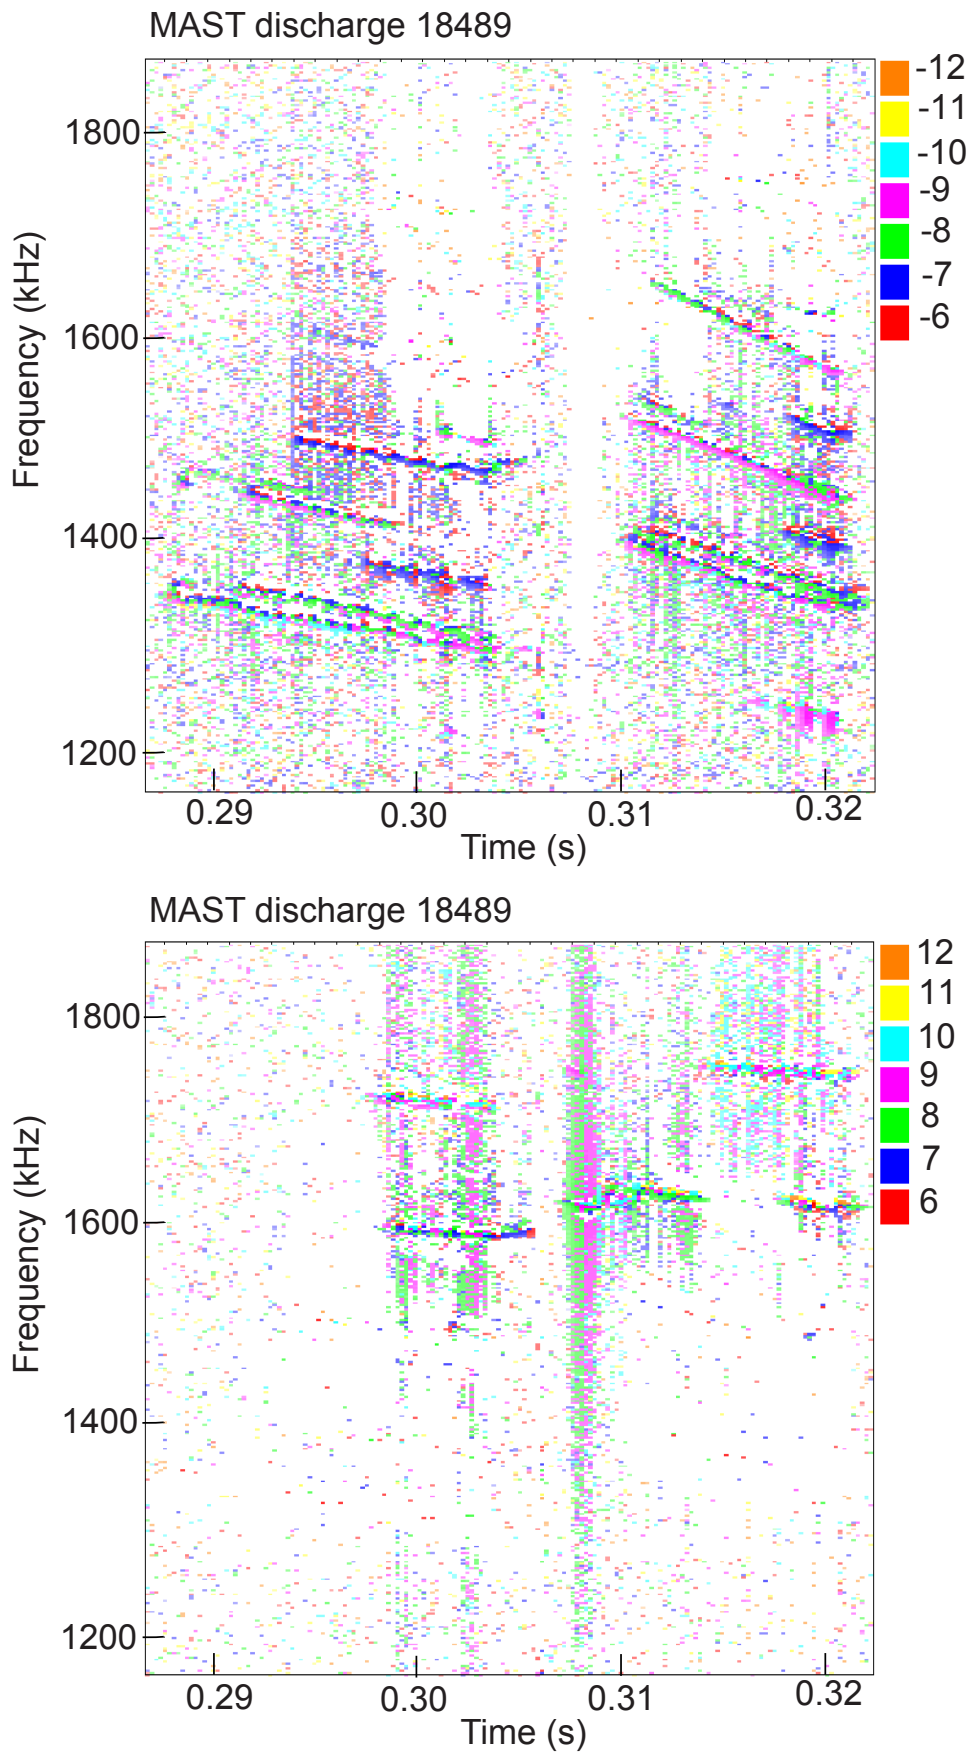 MAST discharge 18489
-12
-11
-10
-9
-8
-7
-6
1800
1600
1400
1200
Frequency (kHz)
0.29 0.30 0.31 0.32
Time (s)
MAST discharge 18489
12
11
10
9
8
7
6
1800
1600
1400
1200
Frequency (kHz)
0.29 0.30 0.31 0.32
Time (s)